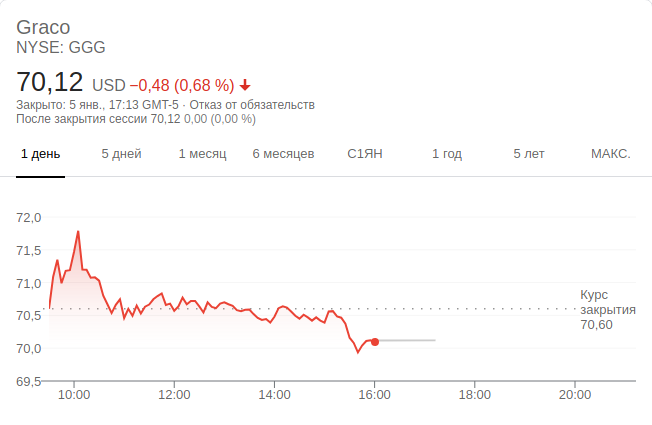 Graco
NYSE: GGG
70,12 USD −0,48 (0,68 %)
Закрыто: 5 янв., 17:13 GMT-5 · Отказ от обязательств
После закрытия сессии 70,12 0,00 (0,00 %)
1 день 5 дней 1 месяц 6 месяцев С1ЯН 1 год 5 лет МАКС.
72,0
71,5
71,0
70,5
70,0
69,5
Курс
закрытия
70,60
10:00 12:00 14:00 16:00 18:00 20:00